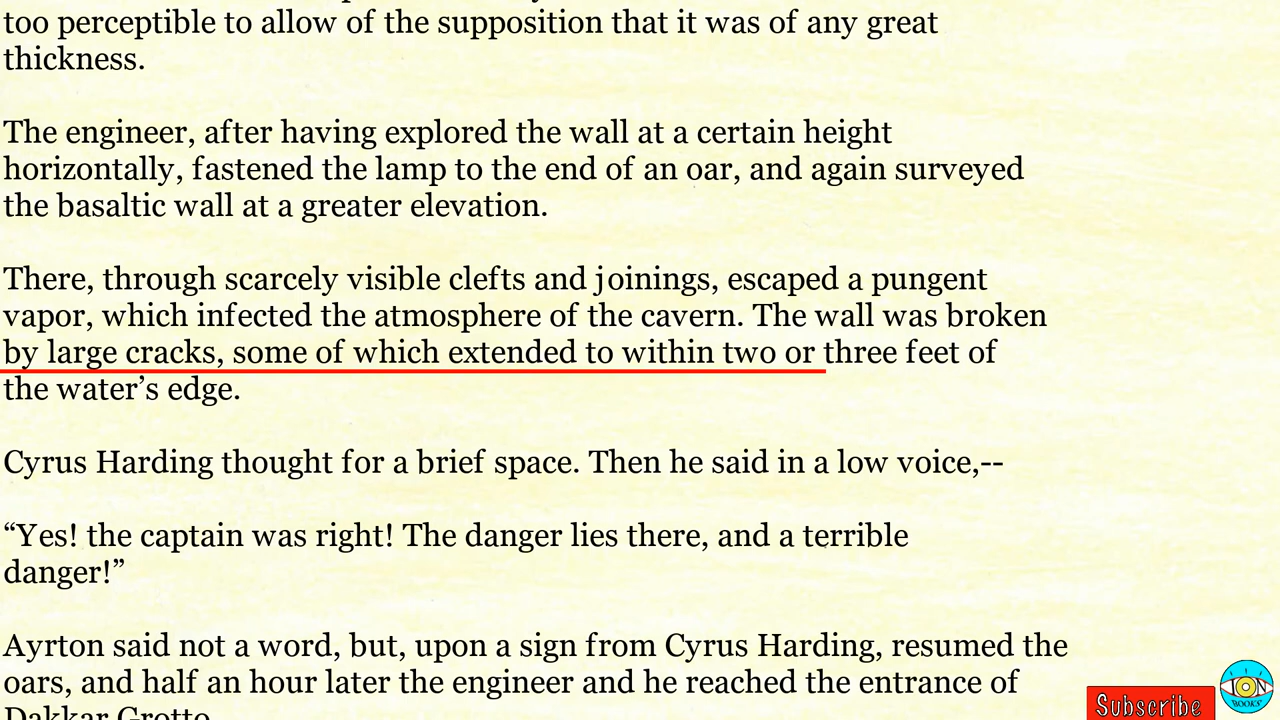 too perceptible to allow of the supposition that it was of any great
thickness.
The engineer, after having explored the wall at a certain height
horizontally, fastened the lamp to the end of an oar, and again surveyed
the basaltic wall at a greater elevation.
There, through scarcely visible clefts and joinings, escaped a pungent
vapor, which infected the atmosphere of the cavern. The wall was broken
by large cracks, some of which extended to within two or three feet of
the water’s edge.
Cyrus Harding thought for a brief space. Then he said in a low voice,--
“Yes! the captain was right! The danger lies there, and a terrible
danger!”
Ayrton said not a word, but, upon a sign from Cyrus Harding, resumed the
oars, and half an hour later the engineer and he reached the entrance of
Dakkar Grotto.
Subscribe
ION
BOOKS